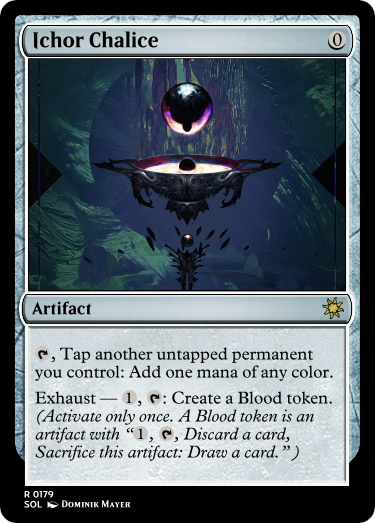 Ichor Chalice 0
Artifact
T, Tap another untapped permanent
you control: Add one mana of any color.
Exhaust — 1, T: Create a Blood token.
(Activate only once. A Blood token is an
artifact with “1, T, Discard a card,
Sacrifice this artifact: Draw a card.”)
R 0179
SOL Dominik Mayer